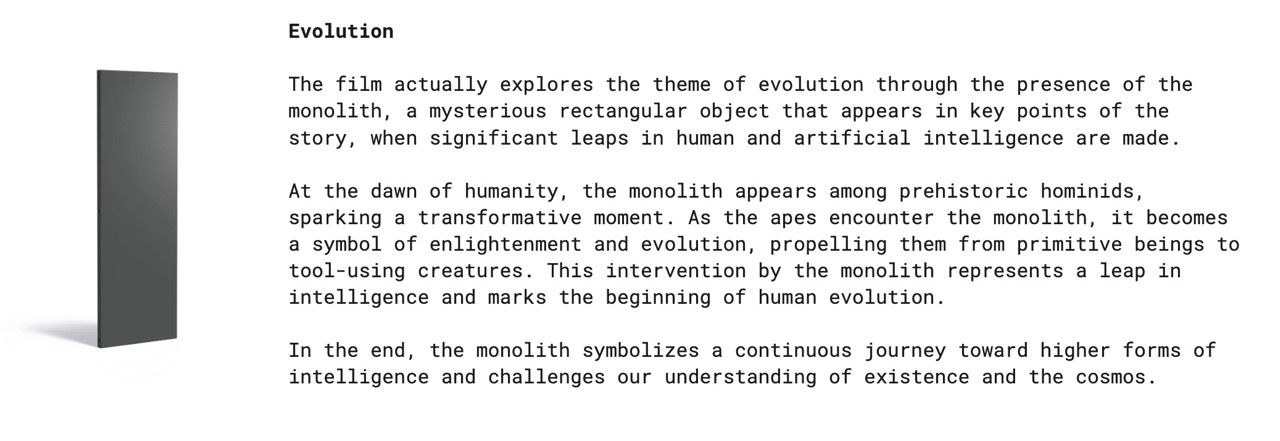 Evolution
The film actually explores the theme of evolution through the presence of the
monolith, a mysterious rectangular object that appears in key points of the
story, when significant leaps in human and artificial intelligence are made.
At the dawn of humanity, the monolith appears among prehistoric hominids,
sparking a transformative moment. As the apes encounter the monolith, it becomes
a symbol of enlightenment and evolution, propelling them from primitive beings to
tool-using creatures. This intervention by the monolith represents a leap in
intelligence and marks the beginning of human evolution.
In the end, the monolith symbolizes a continuous journey toward higher forms of
intelligence and challenges our understanding of existence and the cosmos.